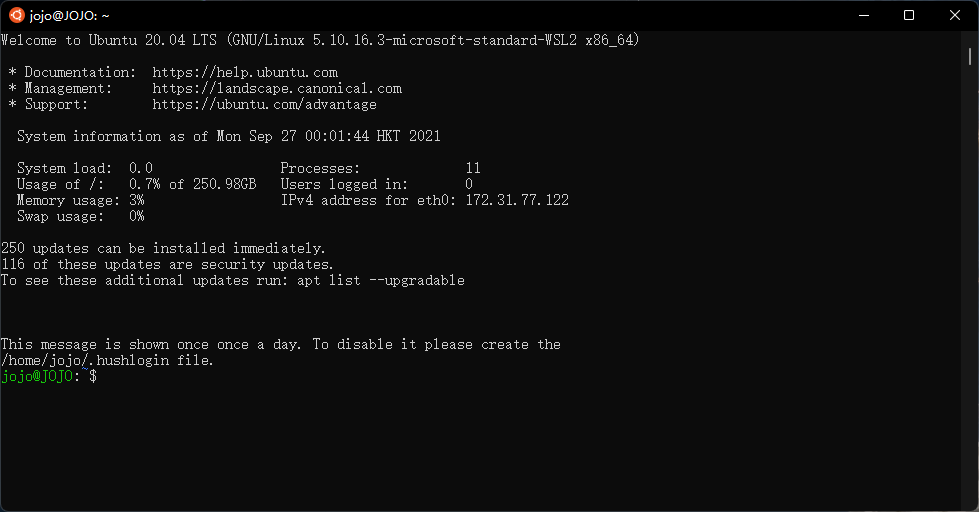 jojo@JOJO: ~
Welcome to Ubuntu 20.04 LTS (GNU/Linux 5.10.16.3-microsoft-standard-WSL2 x86_64)
* Documentation:  https://help.ubuntu.com
* Management:     https://landscape.canonical.com
* Support:        https://ubuntu.com/advantage
System information as of Mon Sep 27 00:01:44 HKT 2021
System load:  0.0                Processes:             11
Usage of /:   0.7% of 250.98GB   Users logged in:       0
Memory usage: 3%                 IPv4 address for eth0: 172.31.77.122
Swap usage:   0%
250 updates can be installed immediately.
116 of these updates are security updates.
To see these additional updates run: apt list --upgradable
This message is shown once once a day. To disable it please create the
/home/jojo/.hushlogin file.
jojo@JOJO:~$